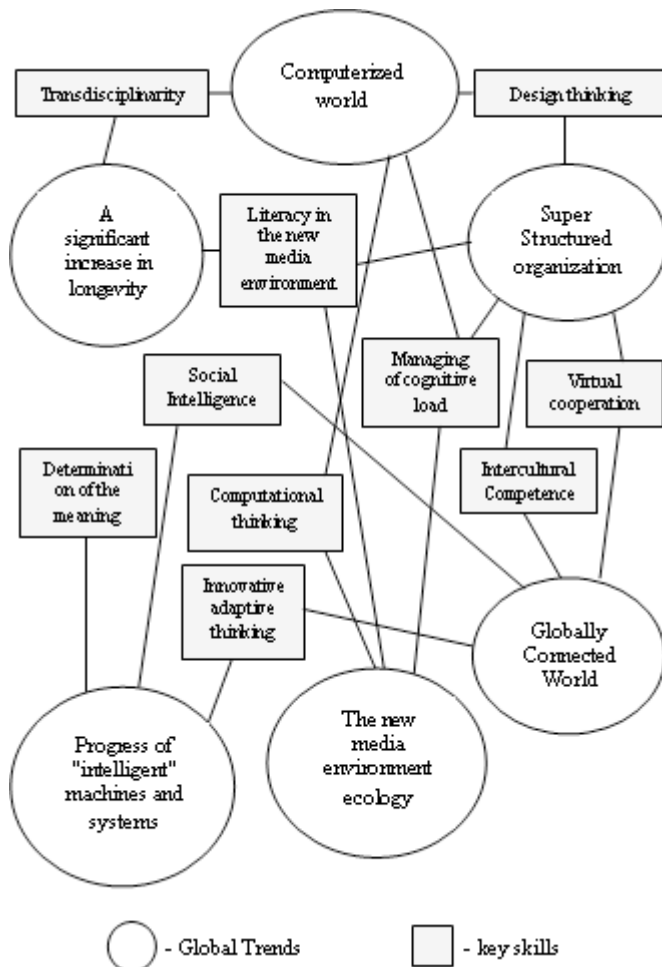 Computerized
world
Transdisciplinarity
Design thinking
A
significant
increase in
longevity
Literacy in
the new
media
environment
Super
Structured
organization
Social
Intelligence
Managing
of cognitive
load
Virtual
cooperation
Determinati
on of the
meaning
Computational
thinking
Intercultural
Competence
Innovative
adaptive
thinking
Globally
Connected
World
Progress of
"intelligent"
machines and
systems
The new
media
environment
ecology
- Global Trends
- key skills